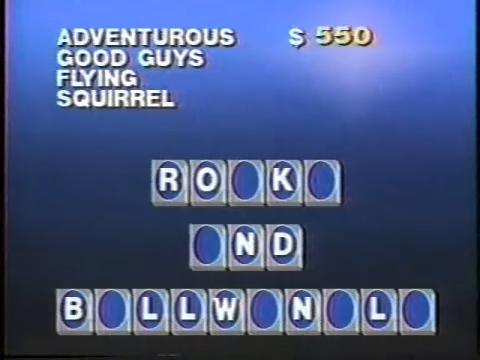 ADVENTUROUS $ 550
GOOD GUYS
FLYING
SQUIRREL
RO K
ND
B LLW N L